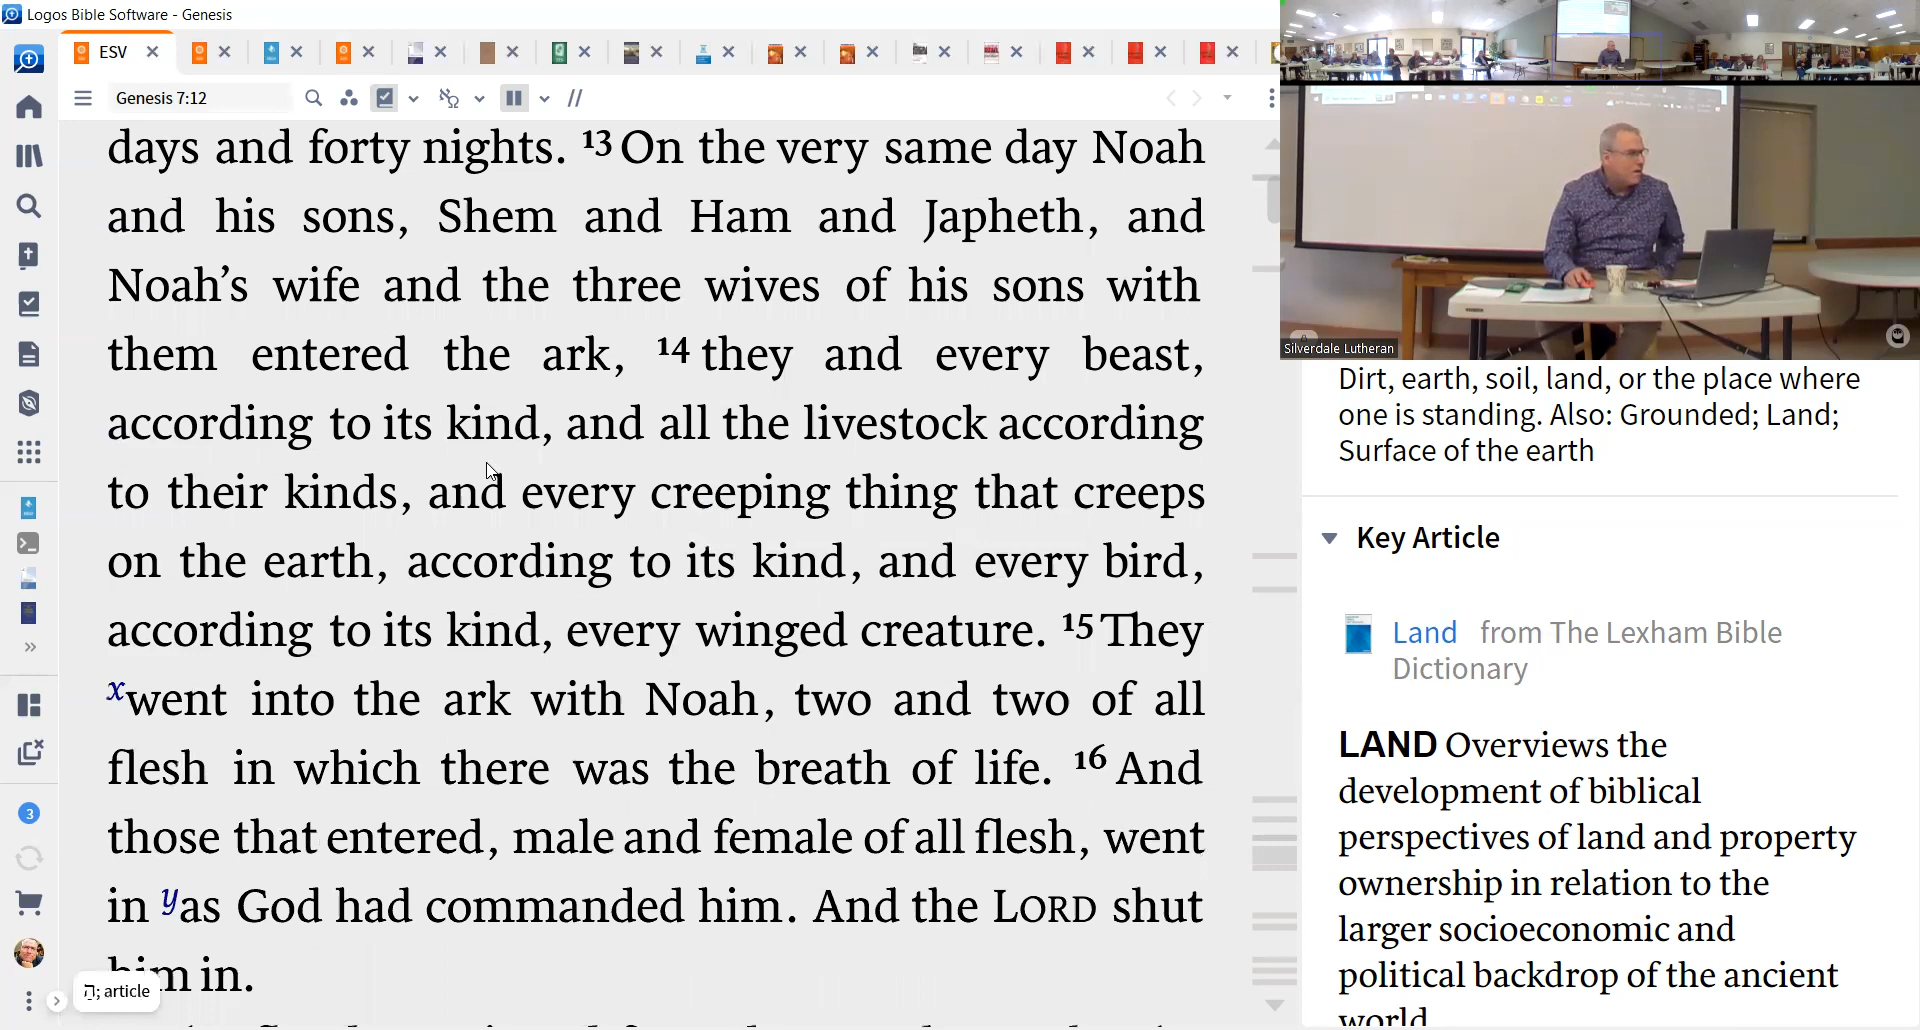 Logos Bible Software - Genesis
ESV
Genesis 7:12
days and forty nights. 13 On the very same day Noah
and his sons, Shem and Ham and Japheth, and
Noah’s wife and the three wives of his sons with
them entered the ark, 14 they and every beast,
according to its kind, and all the livestock according
to their kinds, and every creeping thing that creeps
on the earth, according to its kind, and every bird,
according to its kind, every winged creature. 15 They
x went into the ark with Noah, two and two of all
flesh in which there was the breath of life. 16 And
those that entered, male and female of all flesh, went
in y as God had commanded him. And the LORD shut
him in.
3
הַ; article
Silverdale Lutheran
Dirt, earth, soil, land, or the place where
one is standing. Also: Grounded; Land;
Surface of the earth
Key Article
Land from The Lexham Bible
Dictionary
LAND Overviews the
development of biblical
perspectives of land and property
ownership in relation to the
larger socioeconomic and
political backdrop of the ancient
world